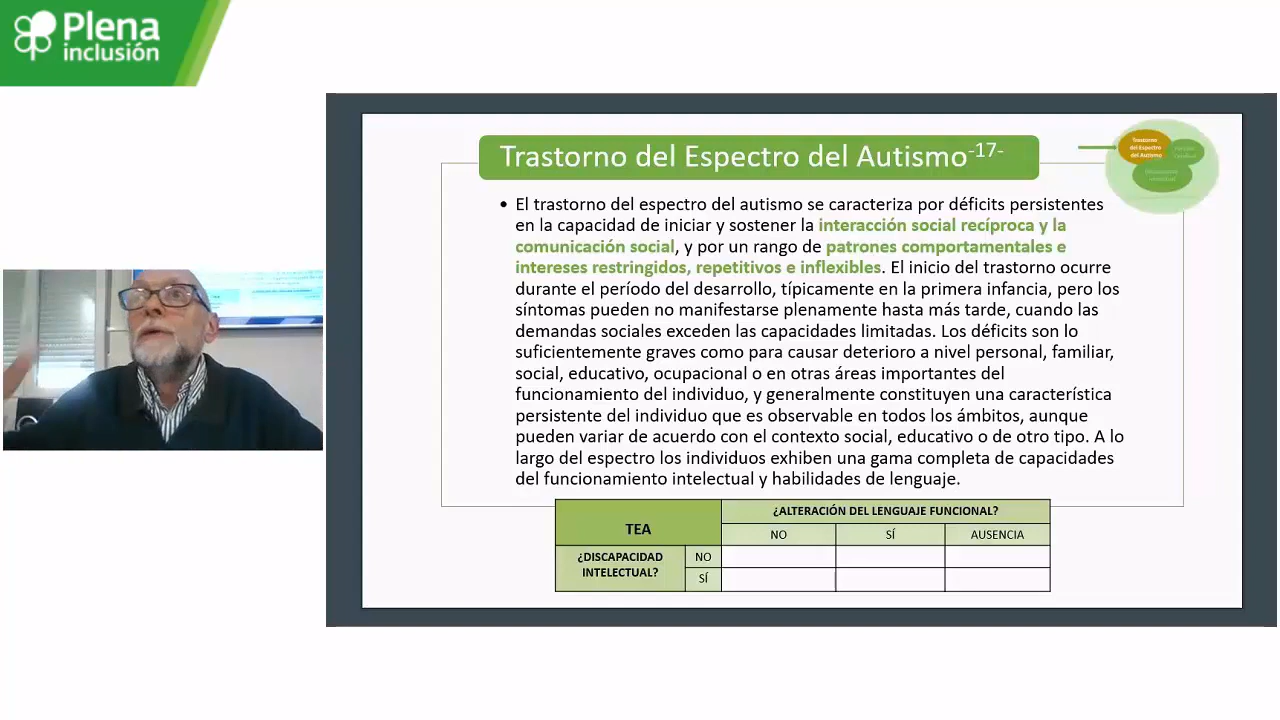 Plena
inclusión
Trastorno del Espectro del Autismo-17-
Trastorno
del Espectro
del Autismo
• El trastorno del espectro del autismo se caracteriza por déficits persistentes
en la capacidad de iniciar y sostener la interacción social recíproca y la
comunicación social, y por un rango de patrones comportamentales e
intereses restringidos, repetitivos e inflexibles. El inicio del trastorno ocurre
durante el período del desarrollo, típicamente en la primera infancia, pero los
síntomas pueden no manifestarse plenamente hasta más tarde, cuando las
demandas sociales exceden las capacidades limitadas. Los déficits son lo
suficientemente graves como para causar deterioro a nivel personal, familiar,
social, educativo, ocupacional o en otras áreas importantes del
funcionamiento del individuo, y generalmente constituyen una característica
persistente del individuo que es observable en todos los ámbitos, aunque
pueden variar de acuerdo con el contexto social, educativo o de otro tipo. A lo
largo del espectro los individuos exhiben una gama completa de capacidades
del funcionamiento intelectual y habilidades de lenguaje.
TEA
¿ALTERACIÓN DEL LENGUAJE FUNCIONAL?
NO
SÍ
AUSENCIA
¿DISCAPACIDAD
INTELECTUAL?
NO
SÍ